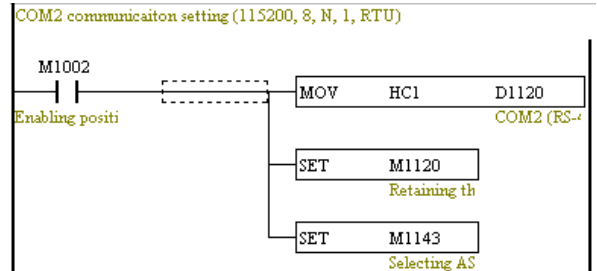 COM2 communicaiton setting (115200, 8, N, 1, RTU)
M1002
MOV HC1 D1120
Enabling positi
COM2 (RS-4
SET M1120
Retaining th
SET M1143
Selecting AS